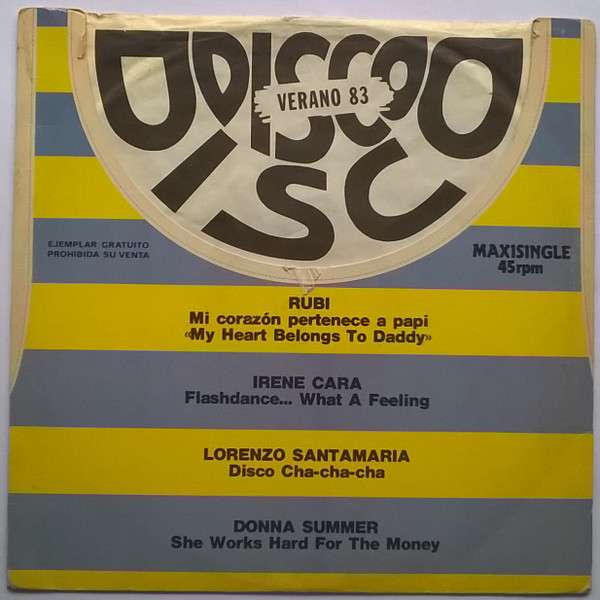 DISCO
DISCO
VERANO 83
EJEMPLAR GRATUITO
PROHIBIDA SU VENTA
MAXISINGLE
45rpm
RUBI
Mi corazón pertenece a papi
«My Heart Belongs To Daddy»
IRENE CARA
Flashdance... What A Feeling
LORENZO SANTAMARIA
Disco Cha-cha-cha
DONNA SUMMER
She Works Hard For The Money